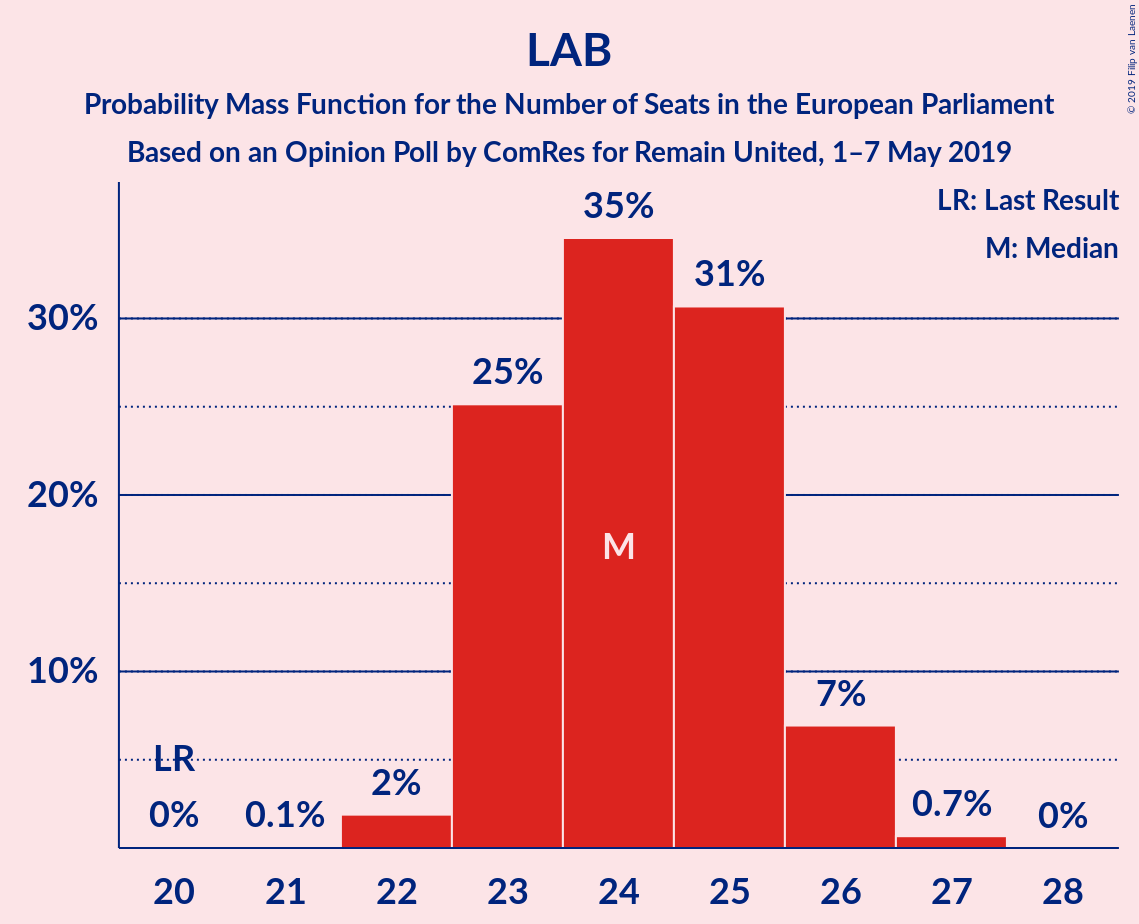 LAB
Probability Mass Function for the Number of Seats in the European Parliament
Based on an Opinion Poll by ComRes for Remain United, 1–7 May 2019
© 2019 Filip van Laenen
LR: Last Result
M: Median
35%
31%
30%
25%
20%
M
10%
7%
LR
2%
0%
0.1%
0.7%
0%
20 21 22 23 24 25 26 27 28